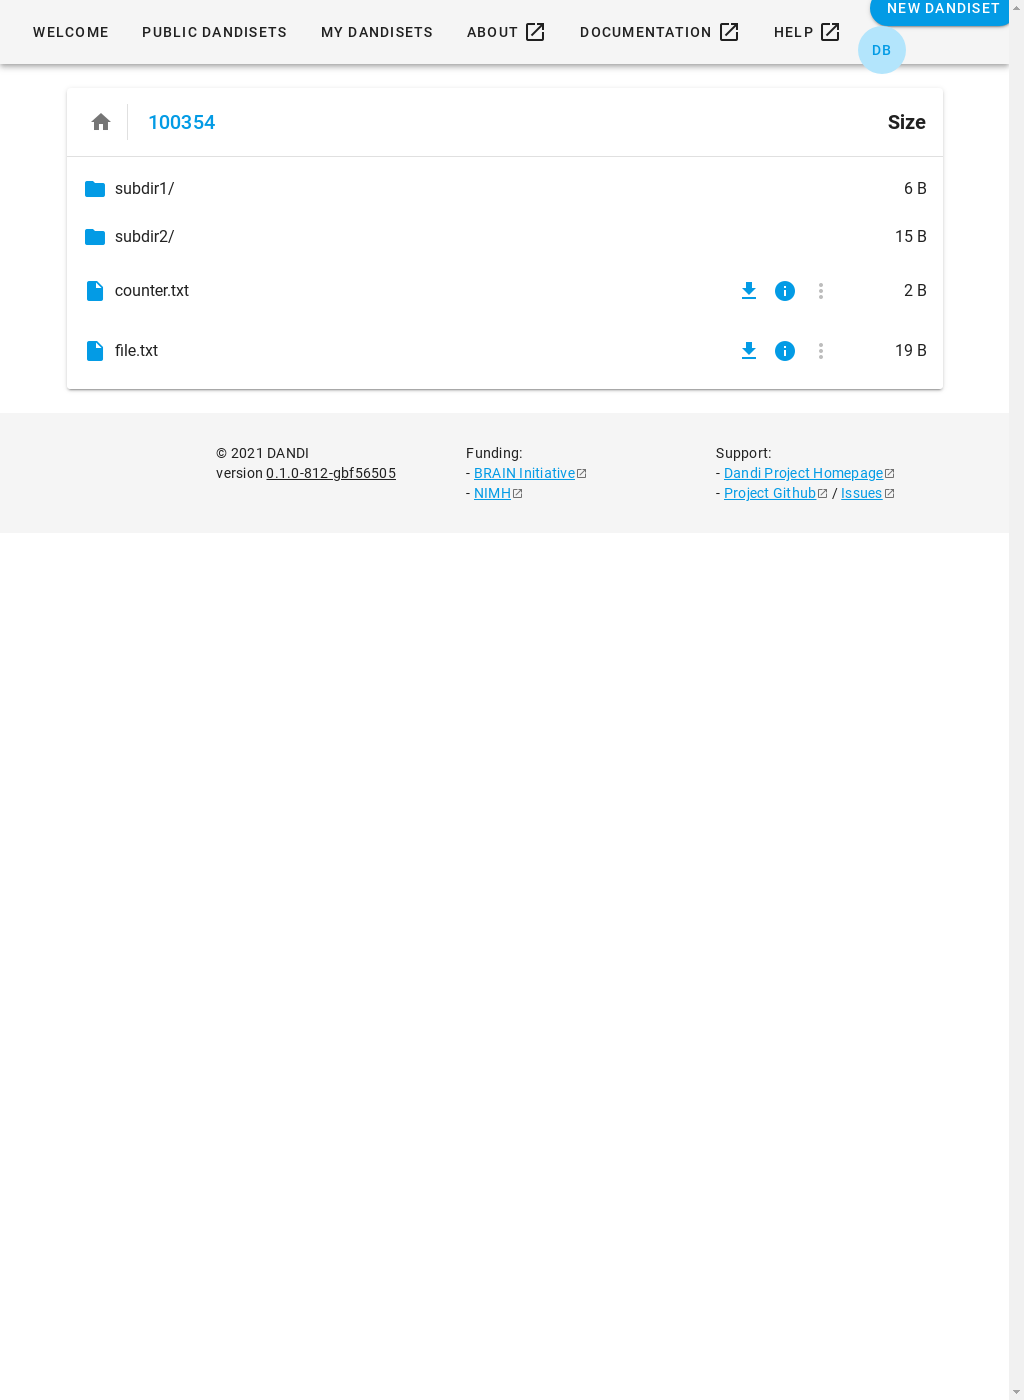 WELCOME PUBLIC DANDISETS MY DANDISETS ABOUT DOCUMENTATION HELP NEW DANDISET
DB
100354 Size
subdir1/ 6 B
subdir2/ 15 B
counter.txt 2 B
file.txt 19 B
© 2021 DANDI
version 0.1.0-812-gbf56505
Funding:
- BRAIN Initiative
- NIMH
Support:
- Dandi Project Homepage
- Project Github / Issues